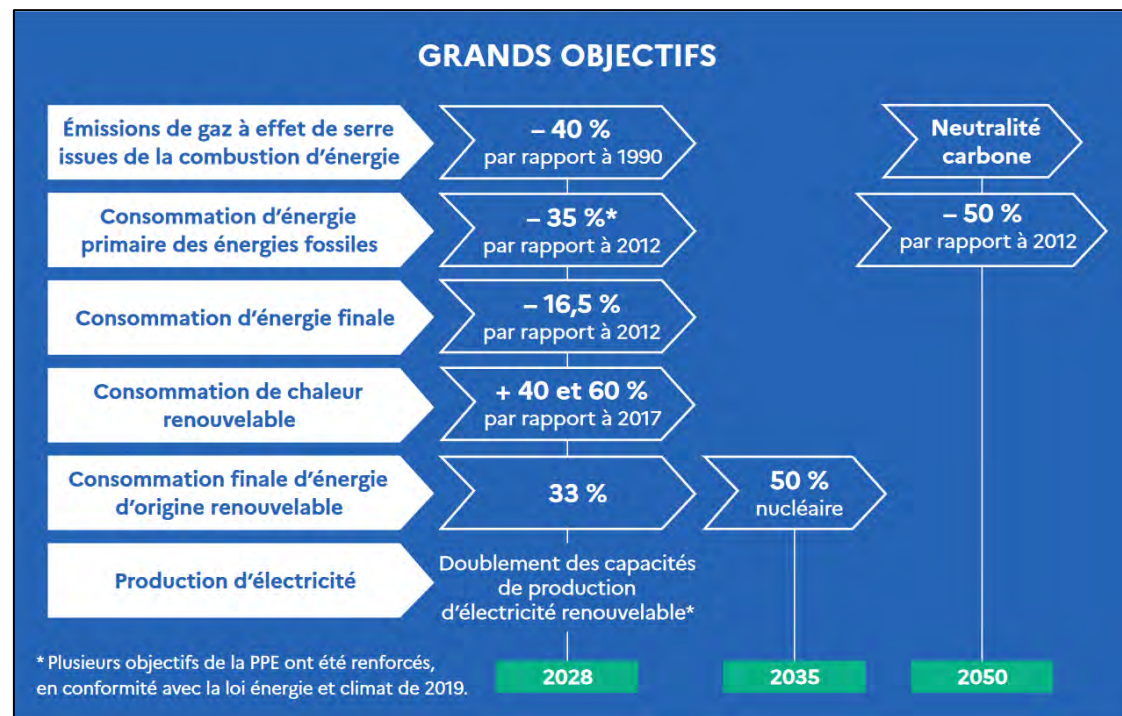 GRANDS OBJECTIFS
Émissions de gaz à effet de serre
issues de la combustion d’énergie
– 40 %
par rapport à 1990
Neutralité
carbone
Consommation d’énergie
primaire des énergies fossiles
– 35 %*
par rapport à 2012
– 50 %
par rapport à 2012
Consommation d’énergie finale
– 16,5 %
par rapport à 2012
Consommation de chaleur
renouvelable
+ 40 et 60 %
par rapport à 2017
Consommation finale d’énergie
d’origine renouvelable
33 %
50 %
nucléaire
Production d’électricité
Doublement des capacités
de production
d’électricité renouvelable*
* Plusieurs objectifs de la PPE ont été renforcés,
en conformité avec la loi énergie et climat de 2019.
2028
2035
2050